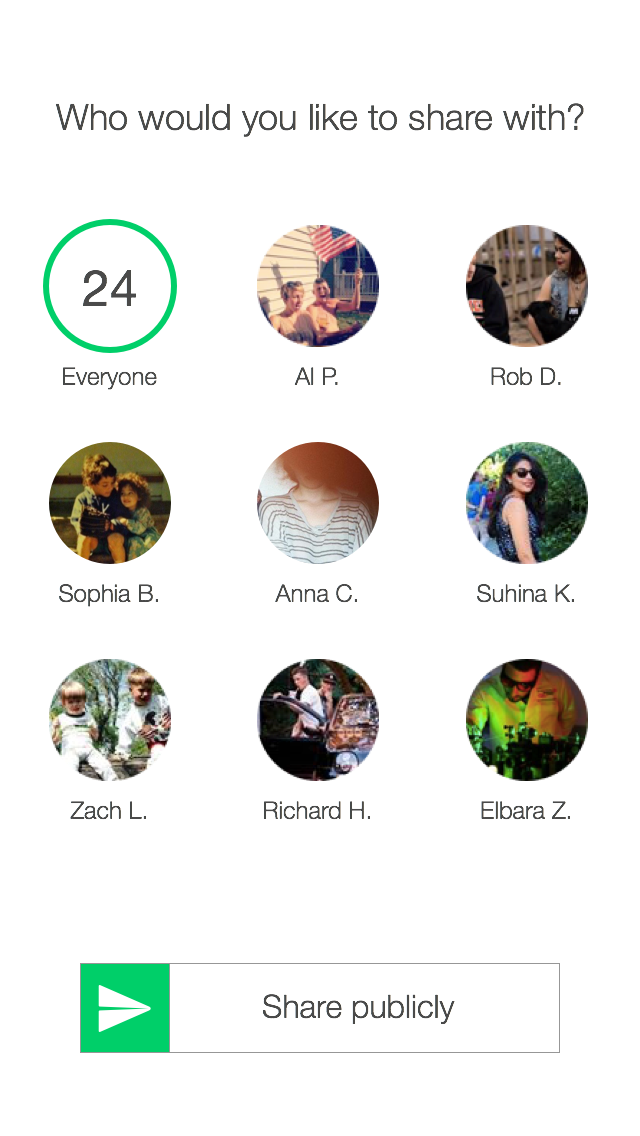 Who would you like to share with?
24
Everyone
Al P.
Rob D.
Sophia B.
Anna C.
Suhina K.
Zach L.
Richard H.
Elbara Z.
Share publicly